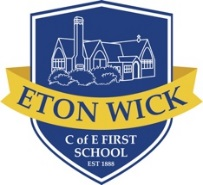 ETON WICK
C of E FIRST
SCHOOL
EST 1888